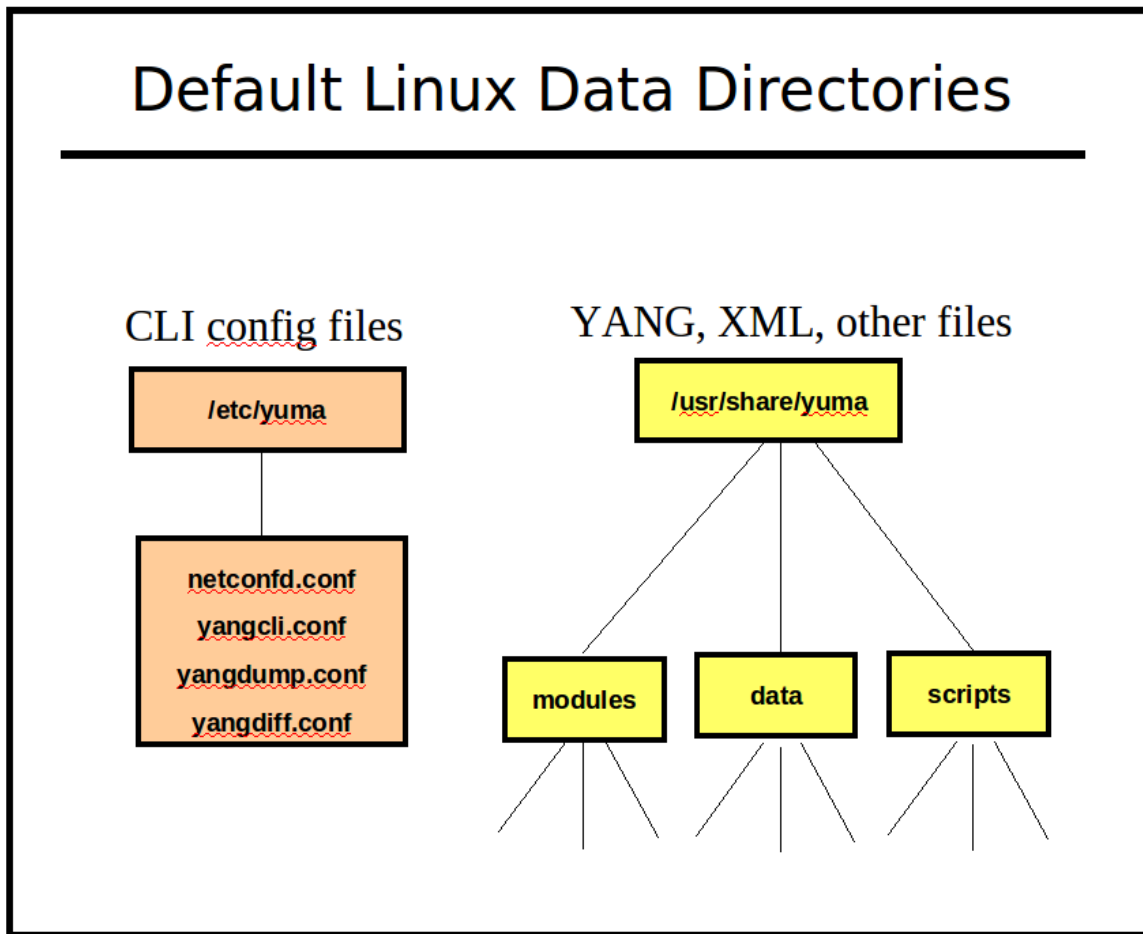 Default Linux Data Directories
CLI config files
/etc/yuma
netconfd.conf
yangcli.conf
yangdump.conf
yangdiff.conf
YANG, XML, other files
/usr/share/yuma
modules
data
scripts